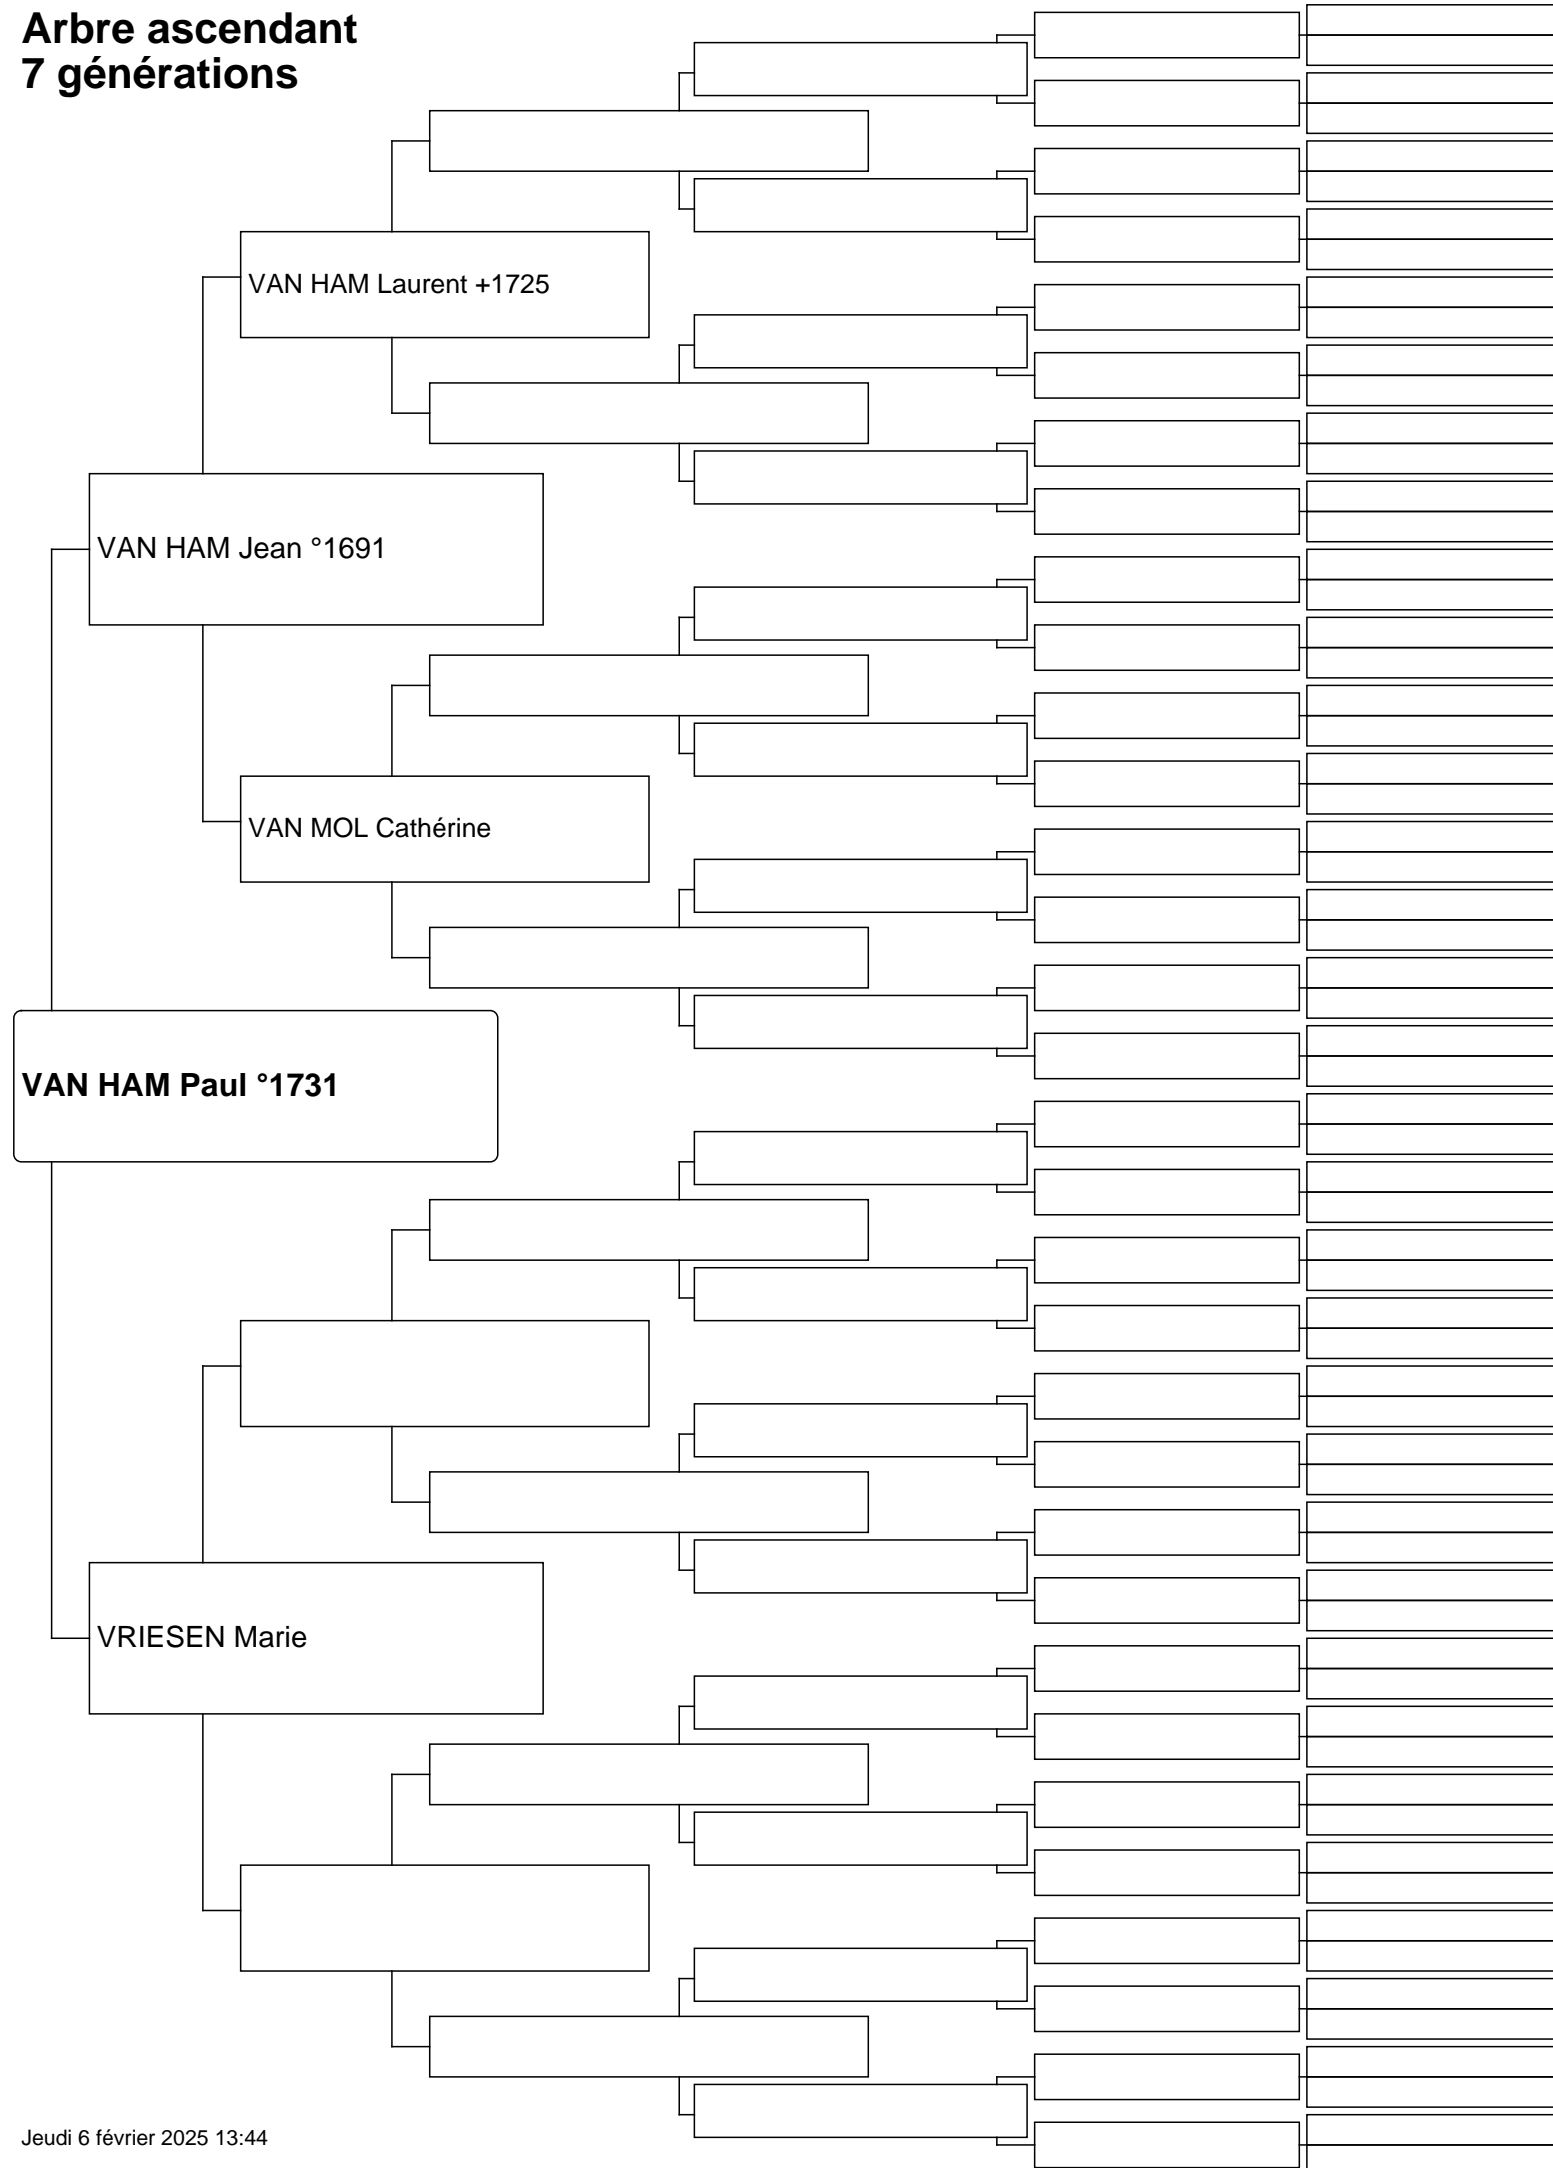 Arbre ascendant
7 générations
VAN HAM Laurent +1725
VAN HAM Jean °1691
VAN MOL Cathérine
VAN HAM Paul °1731
VRIESEN Marie
Jeudi 6 février 2025 13:44